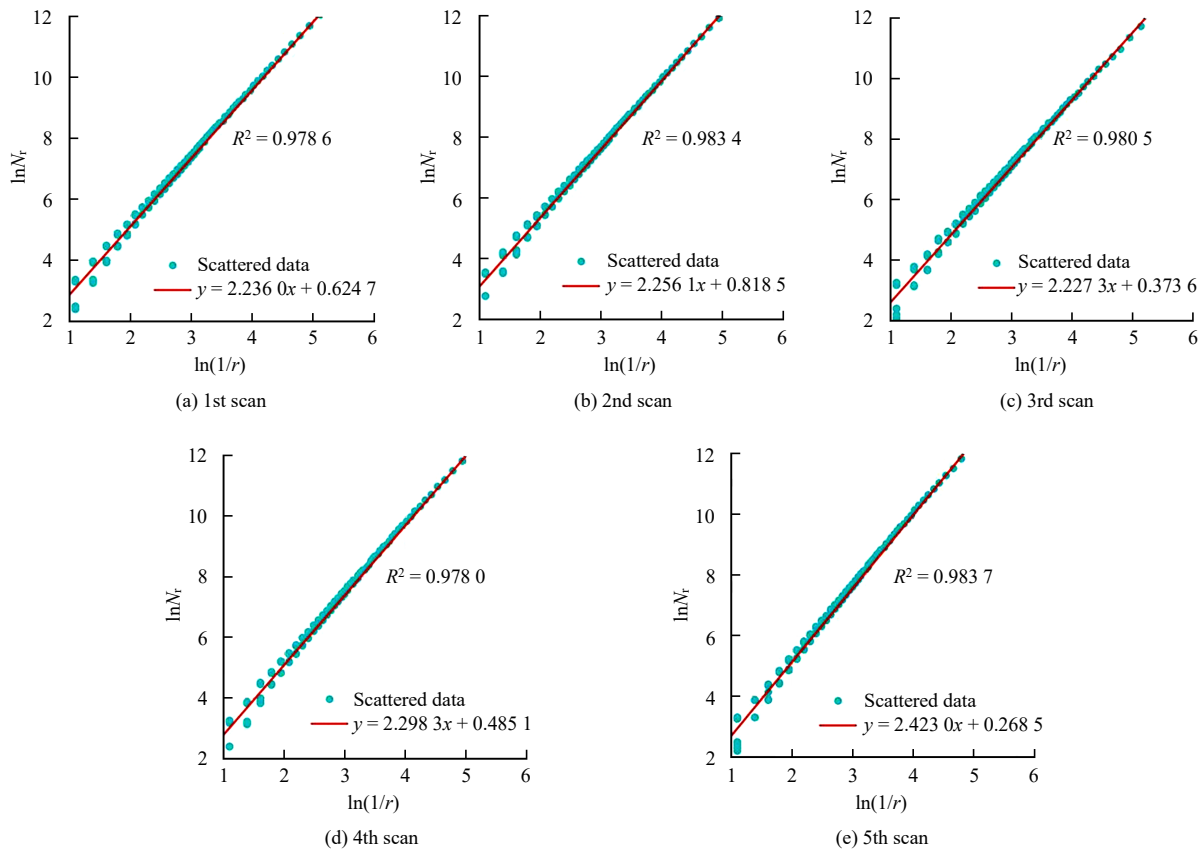 12
10
8
6
4
2
lnNr
R² = 0.978 6
Scattered data
y = 2.236 0x + 0.624 7
1 2 3 4 5 6
ln(1/r)
(a) 1st scan
12
10
8
6
4
2
lnNr
R² = 0.983 4
Scattered data
y = 2.256 1x + 0.818 5
1 2 3 4 5 6
ln(1/r)
(b) 2nd scan
12
10
8
6
4
2
lnNr
R² = 0.980 5
Scattered data
y = 2.227 3x + 0.373 6
1 2 3 4 5 6
ln(1/r)
(c) 3rd scan
12
10
8
6
4
2
lnNr
R² = 0.978 0
Scattered data
y = 2.298 3x + 0.485 1
1 2 3 4 5 6
ln(1/r)
(d) 4th scan
12
10
8
6
4
2
lnNr
R² = 0.983 7
Scattered data
y = 2.423 0x + 0.268 5
1 2 3 4 5 6
ln(1/r)
(e) 5th scan